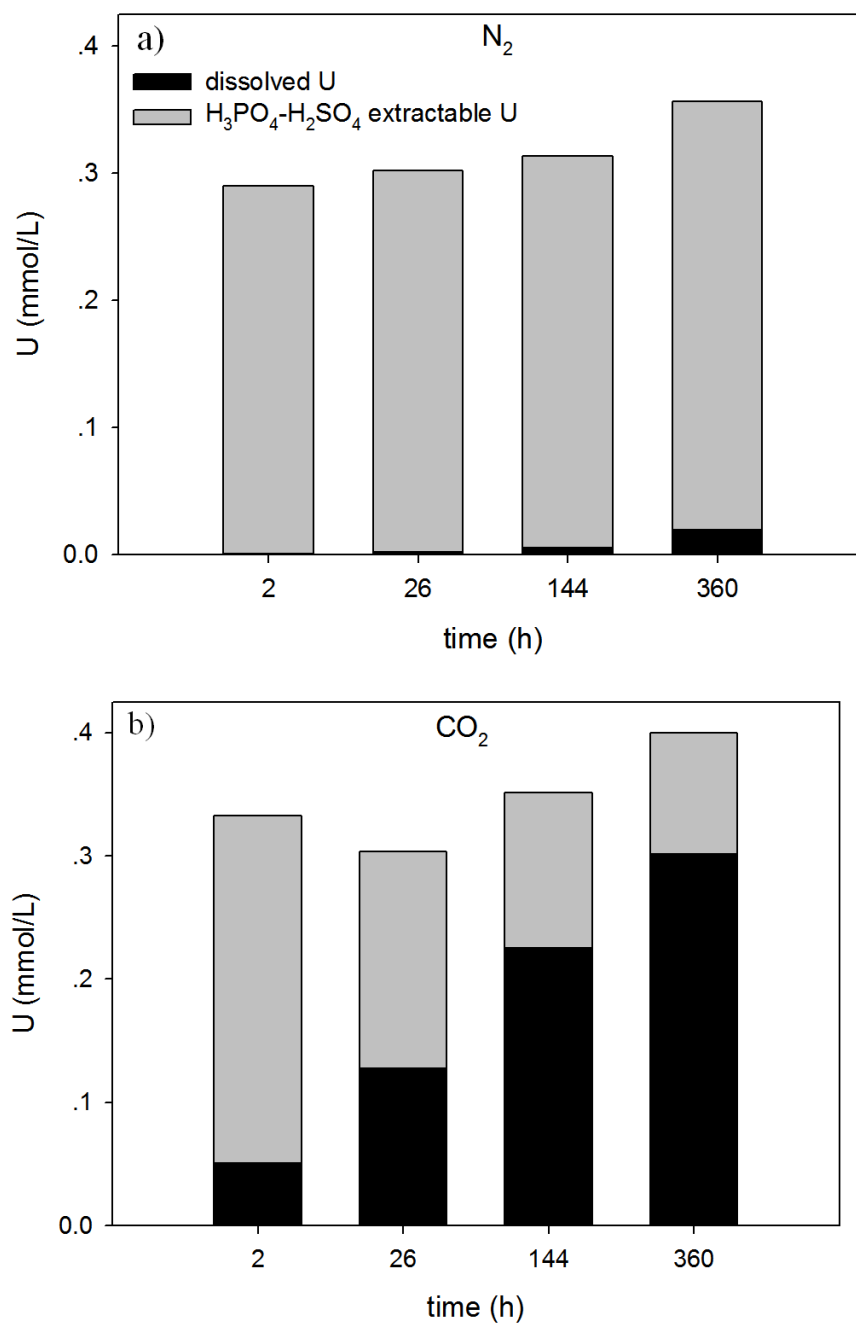 a) N₂
.4
dissolved U
H₃PO₄-H₂SO₄ extractable U
.3
U (mmol/L)
.2
.1
0.0
2 26 144 360
time (h)
b) CO₂
.4
.3
U (mmol/L)
.2
.1
0.0
2 26 144 360
time (h)